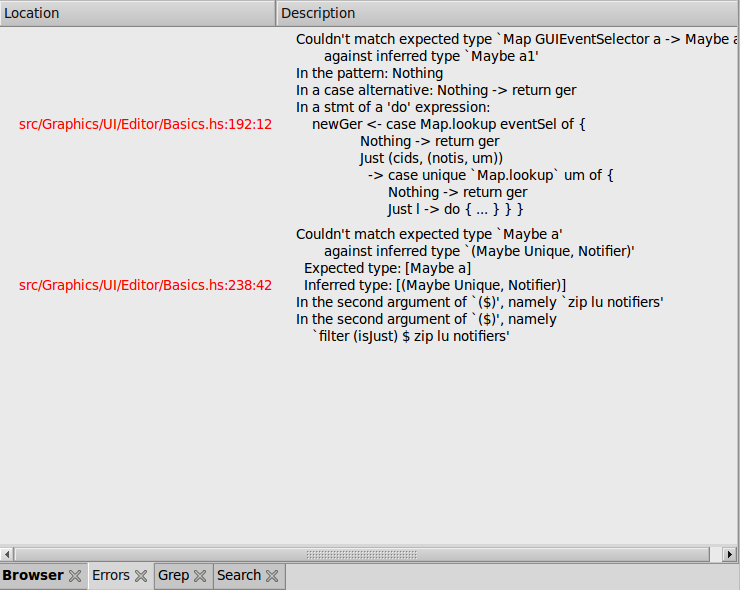 Location Description
Couldn't match expected type `Map GUIEventSelector a -> Maybe a
against inferred type `Maybe a1'
In the pattern: Nothing
In a case alternative: Nothing -> return ger
In a stmt of a 'do' expression:
src/Graphics/UI/Editor/Basics.hs:192:12
newGer <- case Map.lookup eventSel of {
Nothing -> return ger
Just (cids, (notis, um))
-> case unique `Map.lookup` um of {
Nothing -> return ger
Just l -> do { ... } } }
Couldn't match expected type `Maybe a'
against inferred type `(Maybe Unique, Notifier)'
Expected type: [Maybe a]
src/Graphics/UI/Editor/Basics.hs:238:42
Inferred type: [(Maybe Unique, Notifier)]
In the second argument of `($)', namely `zip lu notifiers'
In the second argument of `($)', namely
`filter (isJust) $ zip lu notifiers'
Browser Errors Grep Search